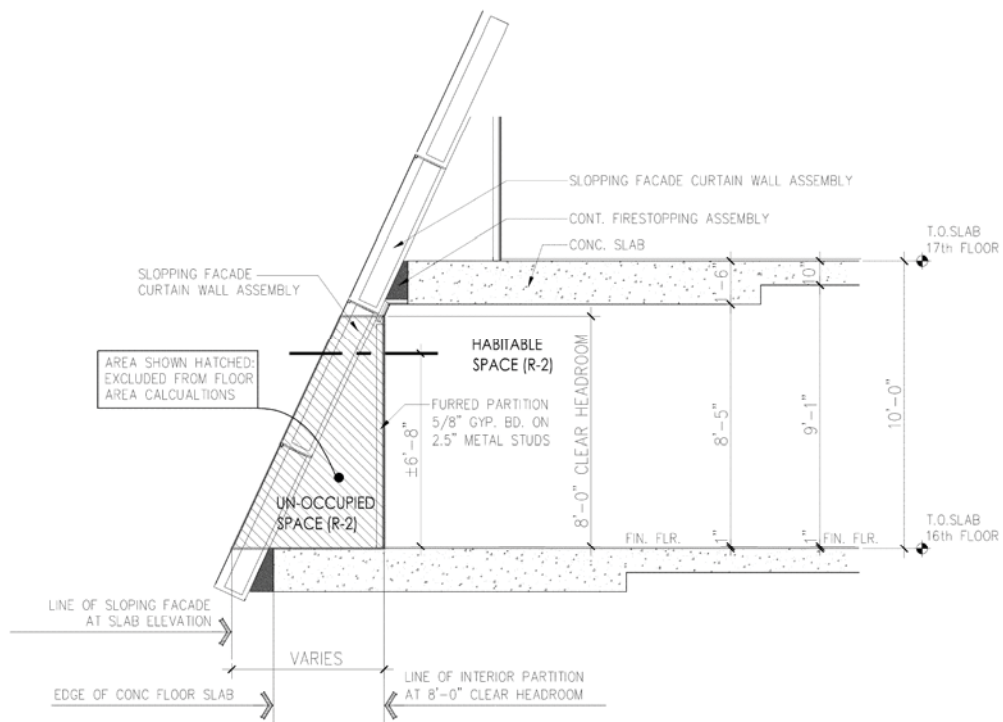 SLOPPING FACADE CURTAIN WALL ASSEMBLY
CONT. FIRESTOPPING ASSEMBLY
CONC. SLAB
T.O.SLAB
17th FLOOR
SLOPPING FACADE
CURTAIN WALL ASSEMBLY
1'-6"
10"
HABITABLE
SPACE (R-2)
AREA SHOWN HATCHED:
EXCLUDED FROM FLOOR
AREA CALCUALTIONS
FURRED PARTITION
5/8" GYP. BD. ON
2.5" METAL STUDS
±6'-8"
8'-0" CLEAR HEADROOM
8'-5"
9'-1"
10'-0"
UN-OCCUPIED
SPACE (R-2)
FIN. FLR.
1"
FIN. FLR.
1"
T.O.SLAB
16th FLOOR
LINE OF SLOPING FACADE
AT SLAB ELEVATION
VARIES
EDGE OF CONC FLOOR SLAB
LINE OF INTERIOR PARTITION
AT 8'-0" CLEAR HEADROOM